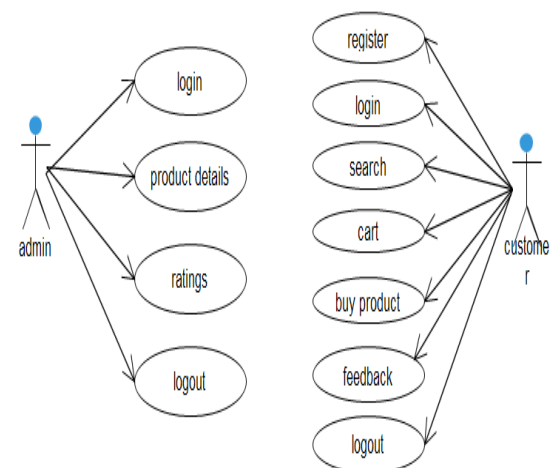 login
product details
ratings
logout
admin
register
login
search
cart
buy product
feedback
logout
custome
r